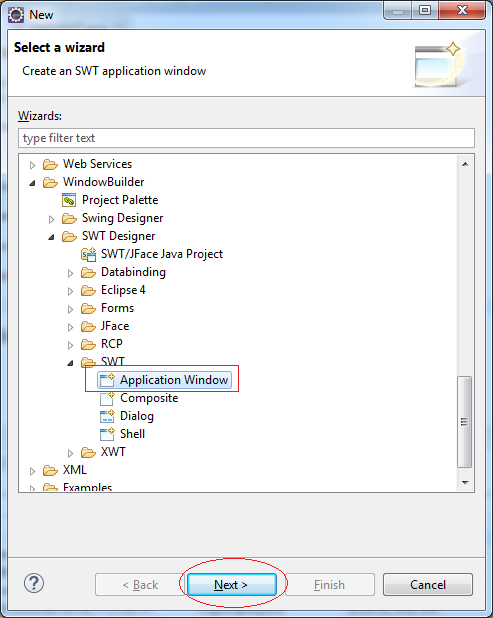 New
Select a wizard
Create an SWT application window
Wizards:
type filter text
Web Services
WindowBuilder
Project Palette
Swing Designer
SWT Designer
SWT/JFace Java Project
Databinding
Eclipse 4
Forms
JFace
RCP
SWT
Application Window
Composite
Dialog
Shell
XWT
XML
Examples
?
< Back
Next >
Finish
Cancel